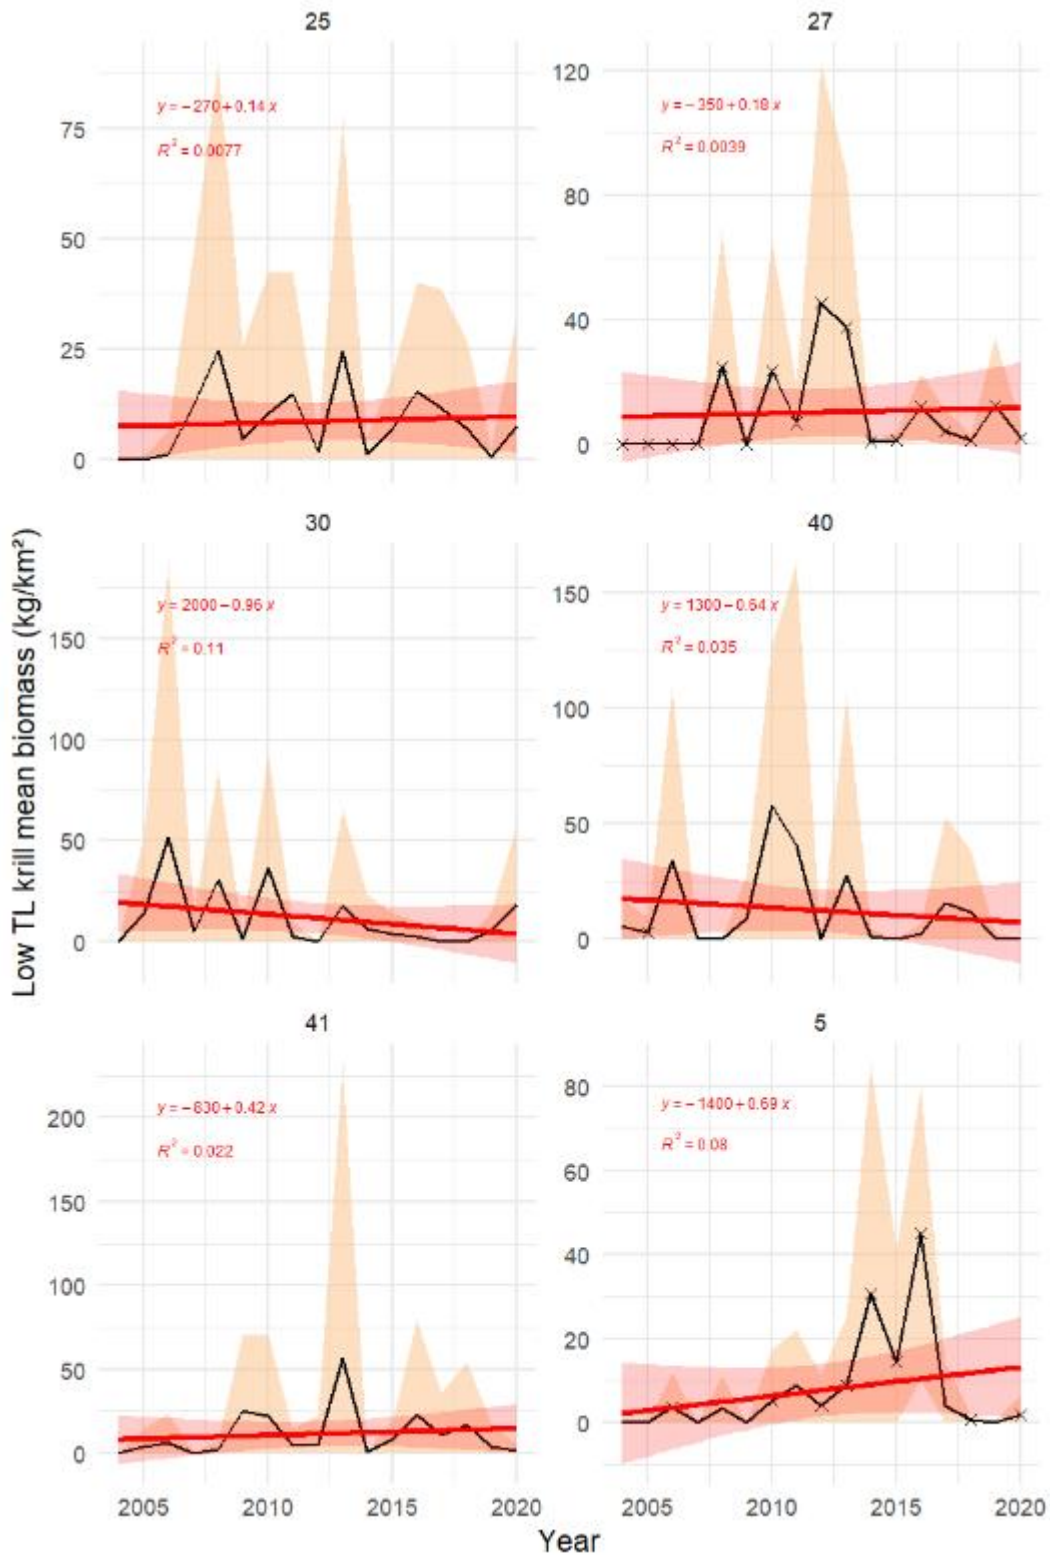 25
27
y = −270+0.14 x
R² = 0.0077
75
50
25
0
y = −350+0.18 x
R² = 0.0039
120
80
40
0
30
40
y = 2000−0.96 x
R² = 0.11
150
100
50
0
y = 1300−0.64 x
R² = 0.035
150
100
50
0
Low TL krill mean biomass (kg/km²)
41
5
y = −830+0.42 x
R² = 0.022
200
150
100
50
0
y = −1400+0.69 x
R² = 0.08
80
60
40
20
0
2005 2010 2015 2020
2005 2010 2015 2020
Year